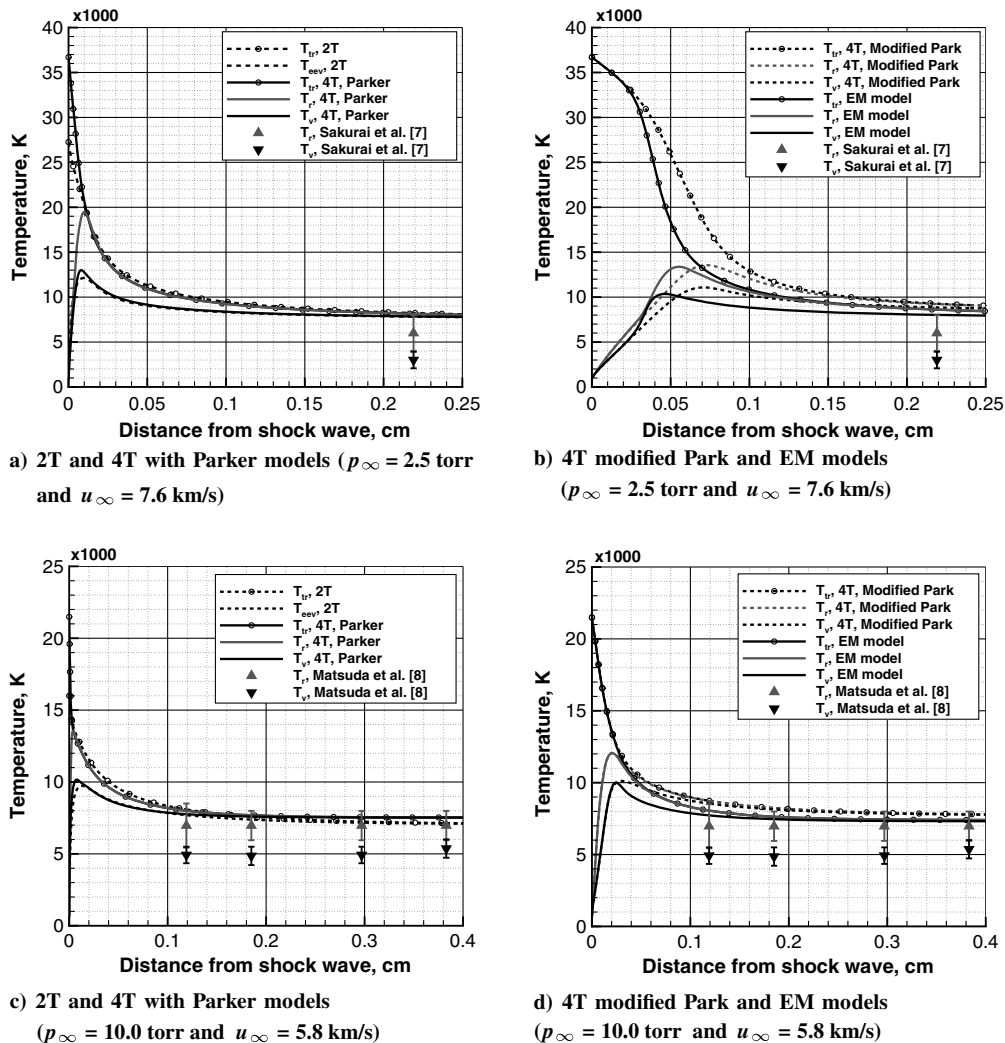 x1000
40
35
30
25
20
15
10
5
0
Temperature, K
T_tr, 2T
T_eev, 2T
T_tr, 4T, Parker
T_r, 4T, Parker
T_v, 4T, Parker
T_r, Sakurai et al. [7]
T_v, Sakurai et al. [7]
0 0.05 0.1 0.15 0.2 0.25
Distance from shock wave, cm
a) 2T and 4T with Parker models (p∞ = 2.5 torr
and u∞ = 7.6 km/s)
x1000
40
35
30
25
20
15
10
5
0
Temperature, K
T_tr, 4T, Modified Park
T_r, 4T, Modified Park
T_v, 4T, Modified Park
T_tr, EM model
T_r, EM model
T_v, EM model
T_r, Sakurai et al. [7]
T_v, Sakurai et al. [7]
0 0.05 0.1 0.15 0.2 0.25
Distance from shock wave, cm
b) 4T modified Park and EM models
(p∞ = 2.5 torr and u∞ = 7.6 km/s)
x1000
25
20
15
10
5
0
Temperature, K
T_tr, 2T
T_eev, 2T
T_tr, 4T, Parker
T_r, 4T, Parker
T_v, 4T, Parker
T_r, Matsuda et al. [8]
T_v, Matsuda et al. [8]
0 0.1 0.2 0.3 0.4
Distance from shock wave, cm
c) 2T and 4T with Parker models
(p∞ = 10.0 torr and u∞ = 5.8 km/s)
x1000
25
20
15
10
5
0
Temperature, K
T_tr, 4T, Modified Park
T_r, 4T, Modified Park
T_v, 4T, Modified Park
T_tr, EM model
T_r, EM model
T_v, EM model
T_r, Matsuda et al. [8]
T_v, Matsuda et al. [8]
0 0.1 0.2 0.3 0.4
Distance from shock wave, cm
d) 4T modified Park and EM models
(p∞ = 10.0 torr and u∞ = 5.8 km/s)